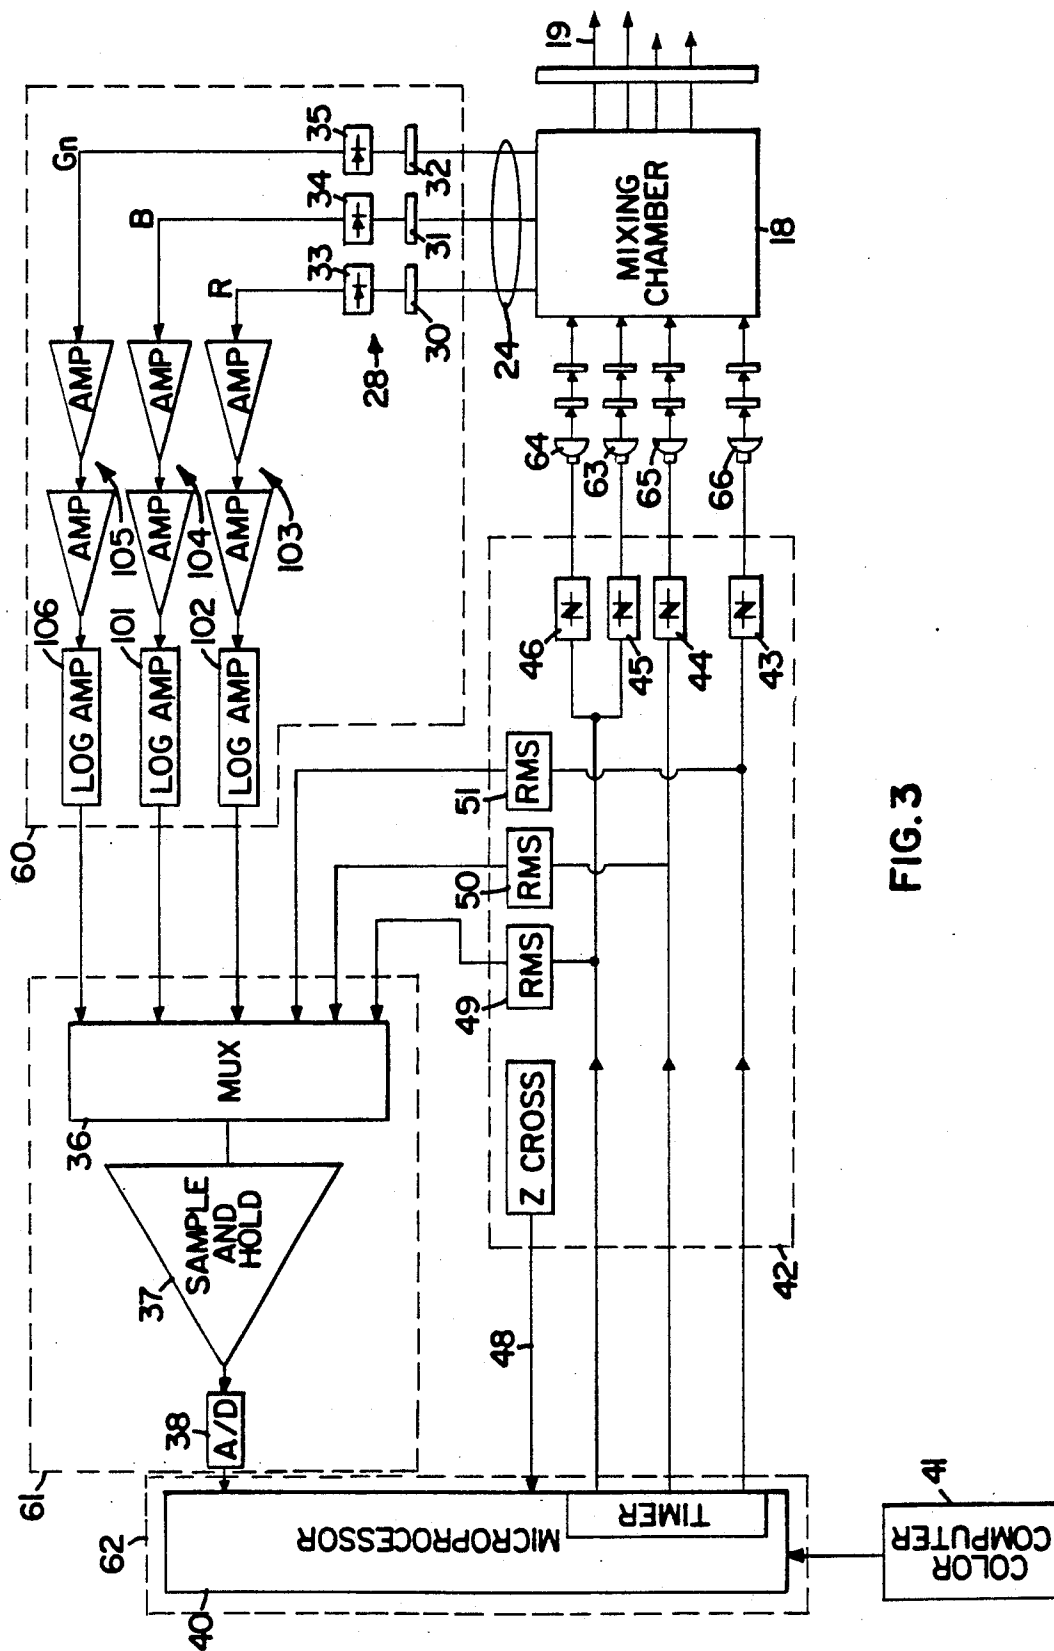 60
106
LOG AMP
AMP
AMP
Gn
105
101
LOG AMP
AMP
AMP
B
104
102
LOG AMP
AMP
AMP
R
103
28
33
34
35
30
31
32
24
MIXING
CHAMBER
18
19
61
36
MUX
37
SAMPLE
AND
HOLD
38
A/D
62
40
MICROPROCESSOR
TIMER
COLOR
COMPUTER
41
48
Z CROSS
49
RMS
50
RMS
51
RMS
42
46
45
44
43
64
63
65
66
FIG. 3